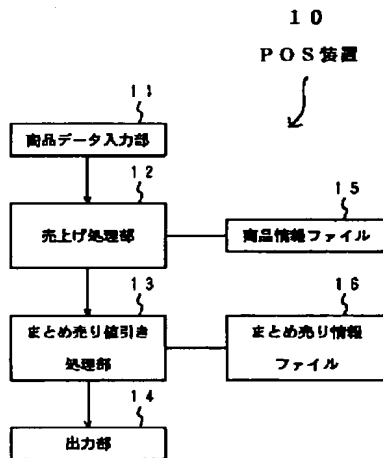 10
POS装置
11
商品データ入力部
12
売上げ処理部
15
商品情報ファイル
13
まとめ売り値引き
処理部
16
まとめ売り情報
ファイル
14
出力部